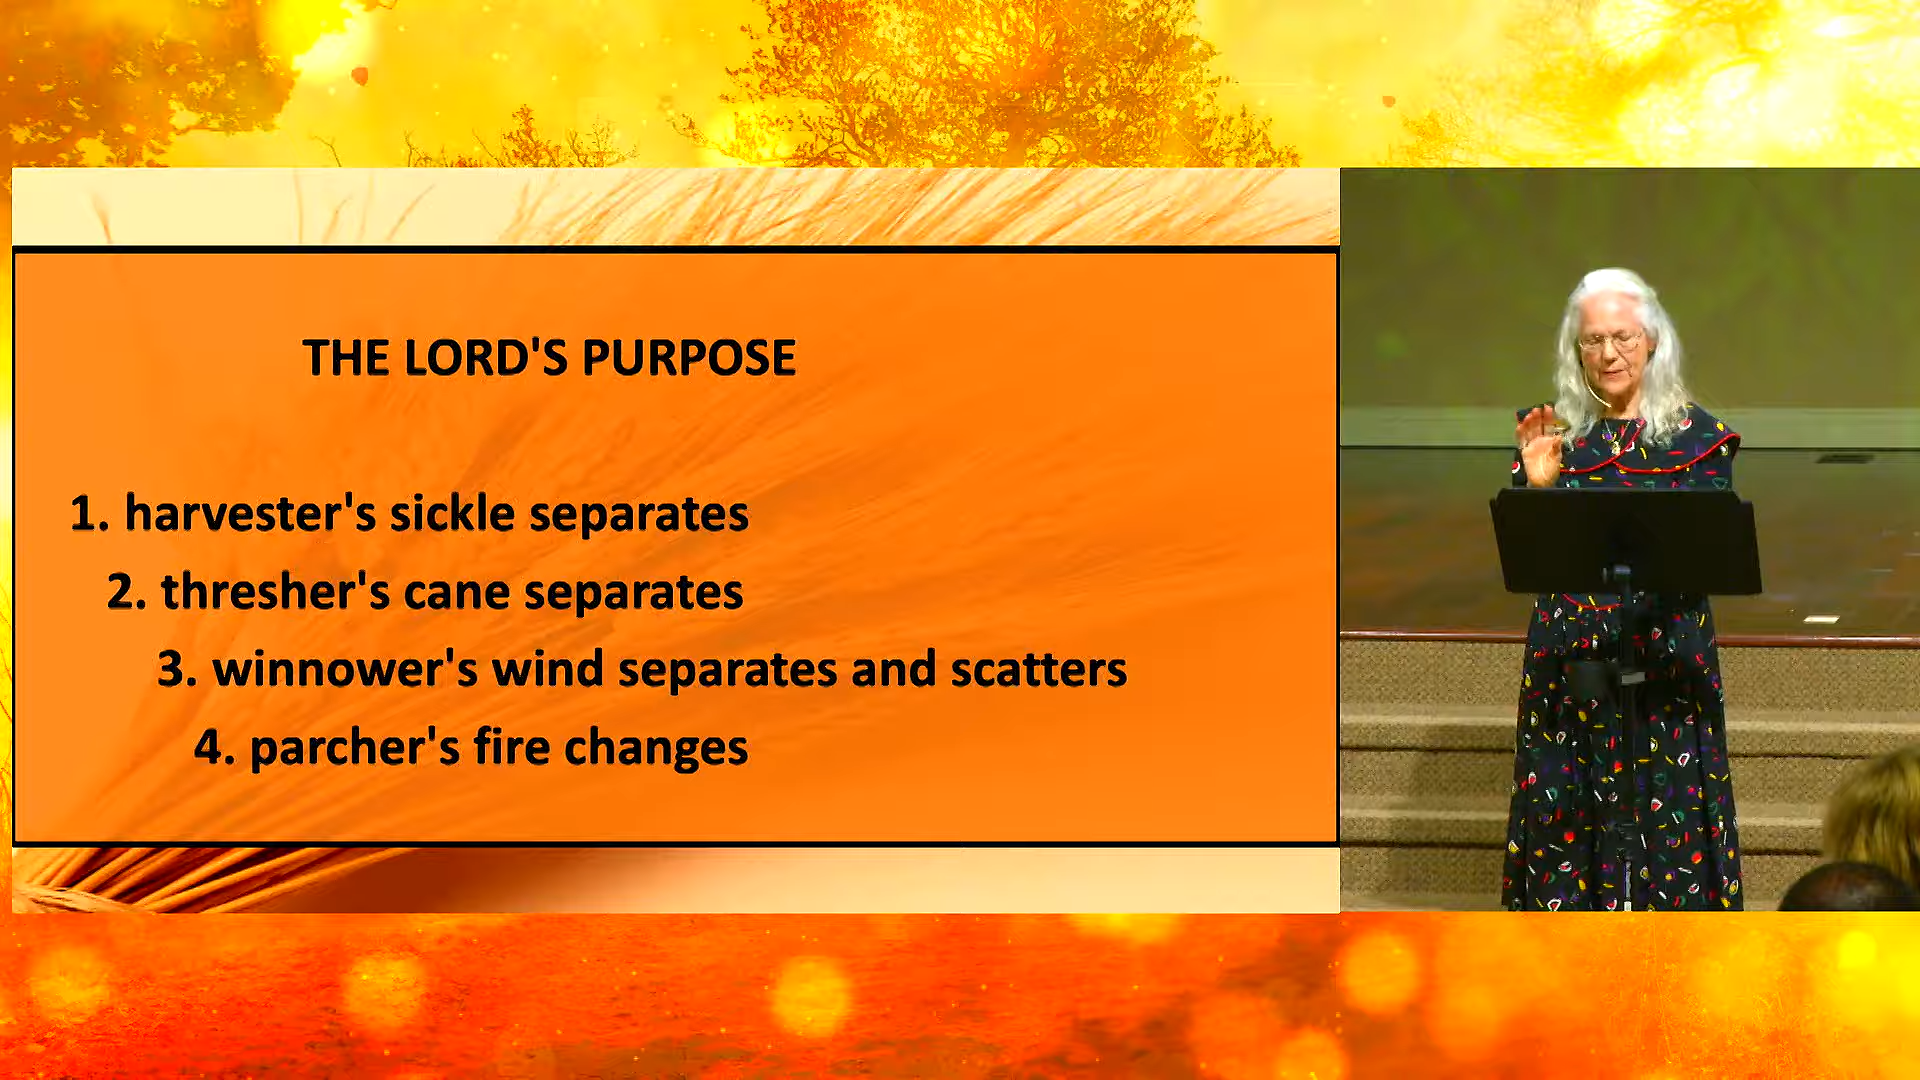 THE LORD'S PURPOSE
1. harvester's sickle separates
2. thresher's cane separates
3. winnower's wind separates and scatters
4. parcher's fire changes